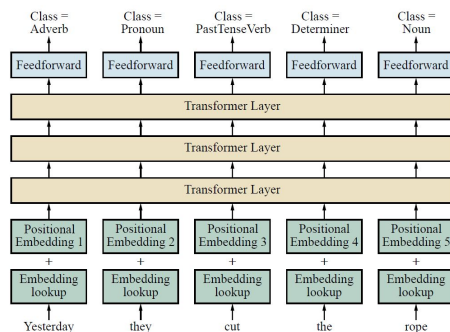 Class = Class = Class = Class = Class =
Adverb Pronoun PastTenseVerb Determiner Noun
Feedforward Feedforward Feedforward Feedforward Feedforward
Transformer Layer
Transformer Layer
Transformer Layer
Positional Positional Positional Positional Positional
Embedding 1 Embedding 2 Embedding 3 Embedding 4 Embedding 5
+ + + + +
Embedding Embedding Embedding Embedding Embedding
lookup lookup lookup lookup lookup
Yesterday they cut the rope